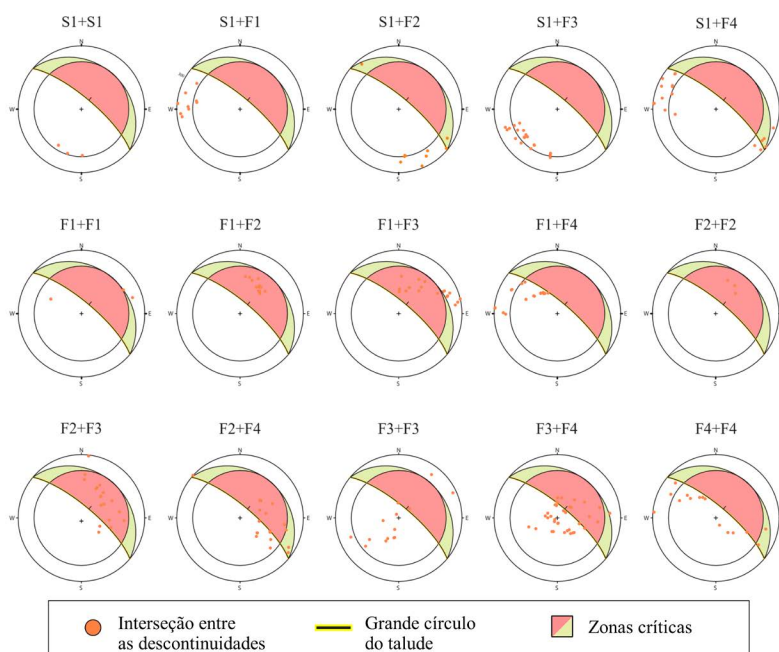 S1+S1 S1+F1 S1+F2 S1+F3 S1+F4
N N N N N
W E W E W E W E W E
S S S S S
F1+F1 F1+F2 F1+F3 F1+F4 F2+F2
N N N N N
W E W E W E W E W E
S S S S S
F2+F3 F2+F4 F3+F3 F3+F4 F4+F4
N N N N N
W E W E W E W E W E
S S S S S
Interseção entre Grande círculo Zonas críticas
as descontinuidades do talude